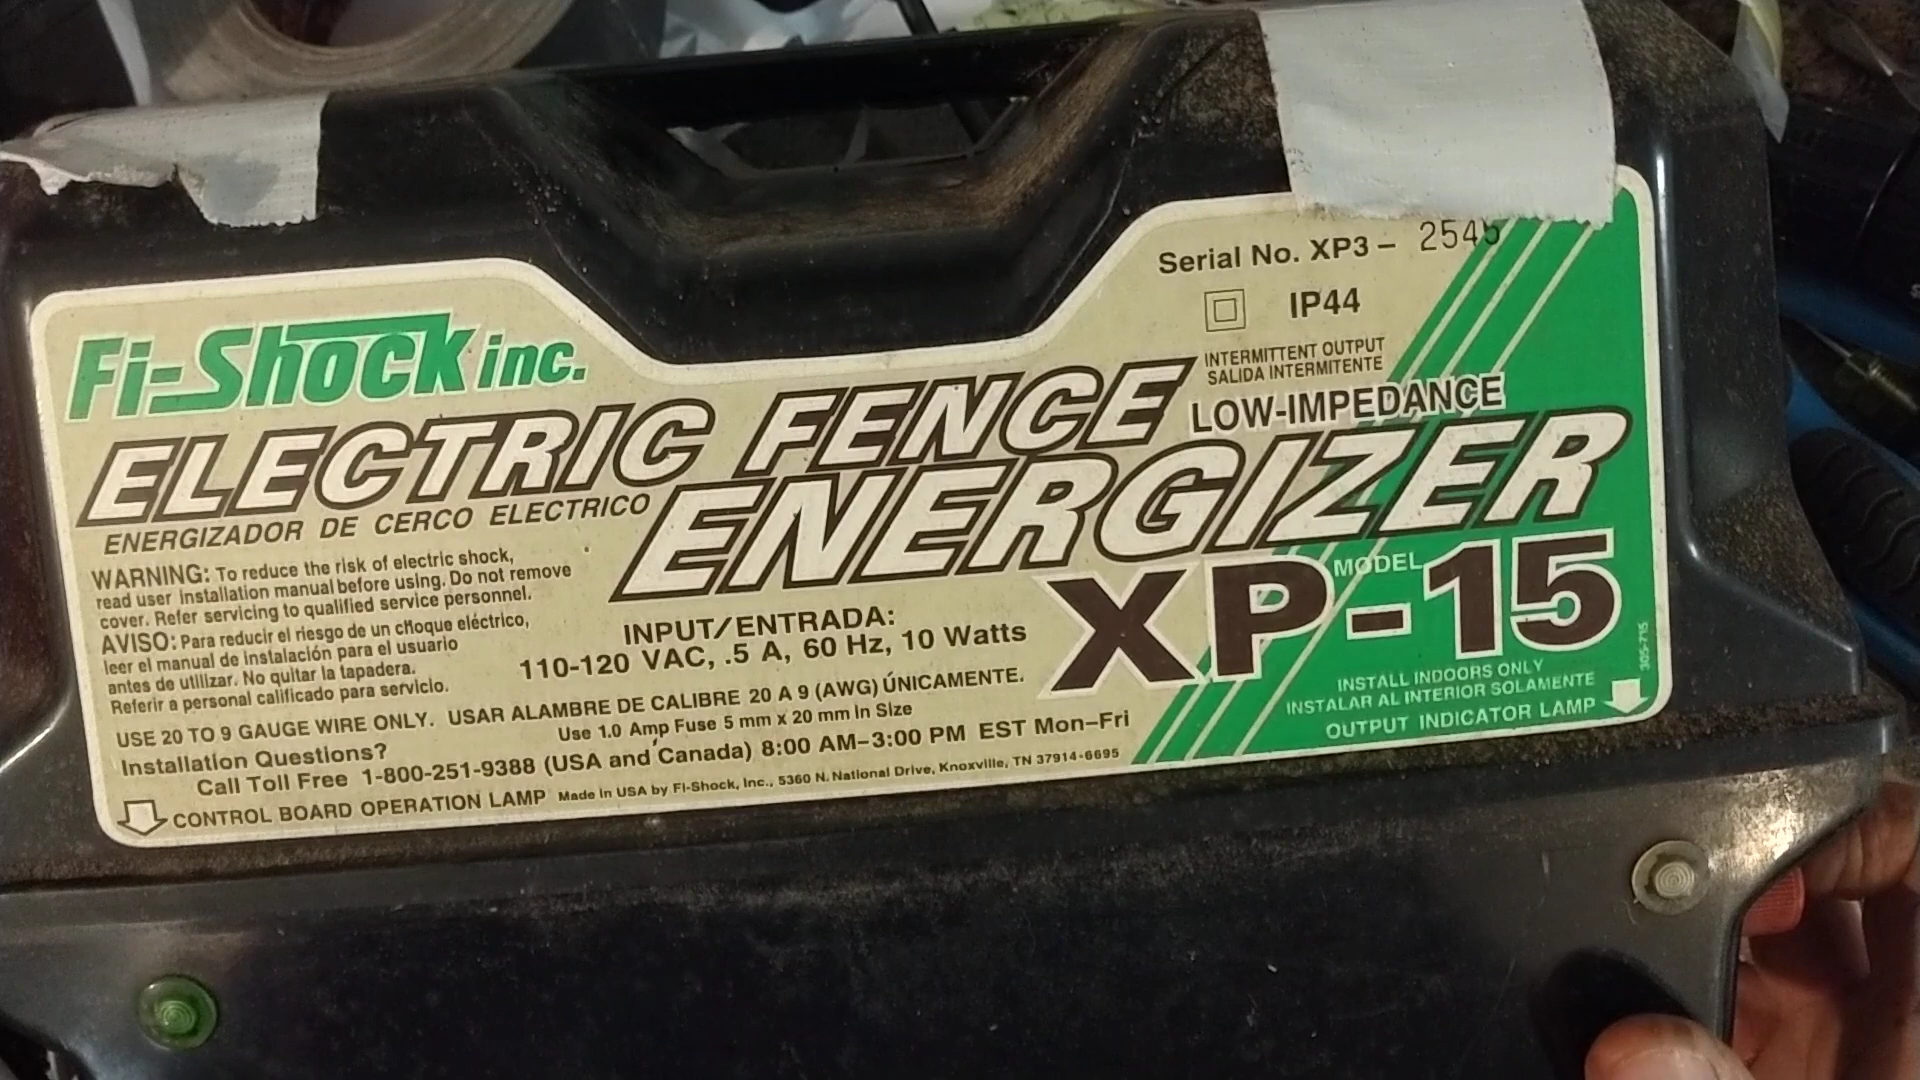 Serial No. XP3 – 2545
IP44
INTERMITTENT OUTPUT
SALIDA INTERMITENTE
Fi-Shock inc.
LOW-IMPEDANCE
ELECTRIC FENCE
ENERGIZER
ENERGIZADOR DE CERCO ELECTRICO
MODEL
XP-15
WARNING: To reduce the risk of electric shock,
read user installation manual before using. Do not remove
cover. Refer servicing to qualified service personnel.
AVISO: Para reducir el riesgo de un choque eléctrico,
leer el manual de instalación para el usuario
antes de utilizar. No quitar la tapadera.
Referir a personal calificado para servicio.
INPUT/ENTRADA:
110-120 VAC, .5 A, 60 Hz, 10 Watts
USE 20 TO 9 GAUGE WIRE ONLY. USAR ALAMBRE DE CALIBRE 20 A 9 (AWG) ÚNICAMENTE.
Use 1.0 Amp Fuse 5 mm x 20 mm In Size
Installation Questions?
Call Toll Free 1-800-251-9388 (USA and Canada) 8:00 AM–3:00 PM EST Mon–Fri
CONTROL BOARD OPERATION LAMP
Made in USA by Fi-Shock, Inc., 5360 N. National Drive, Knoxville, TN 37914-6695
INSTALL INDOORS ONLY
INSTALAR AL INTERIOR SOLAMENTE
OUTPUT INDICATOR LAMP
305-715